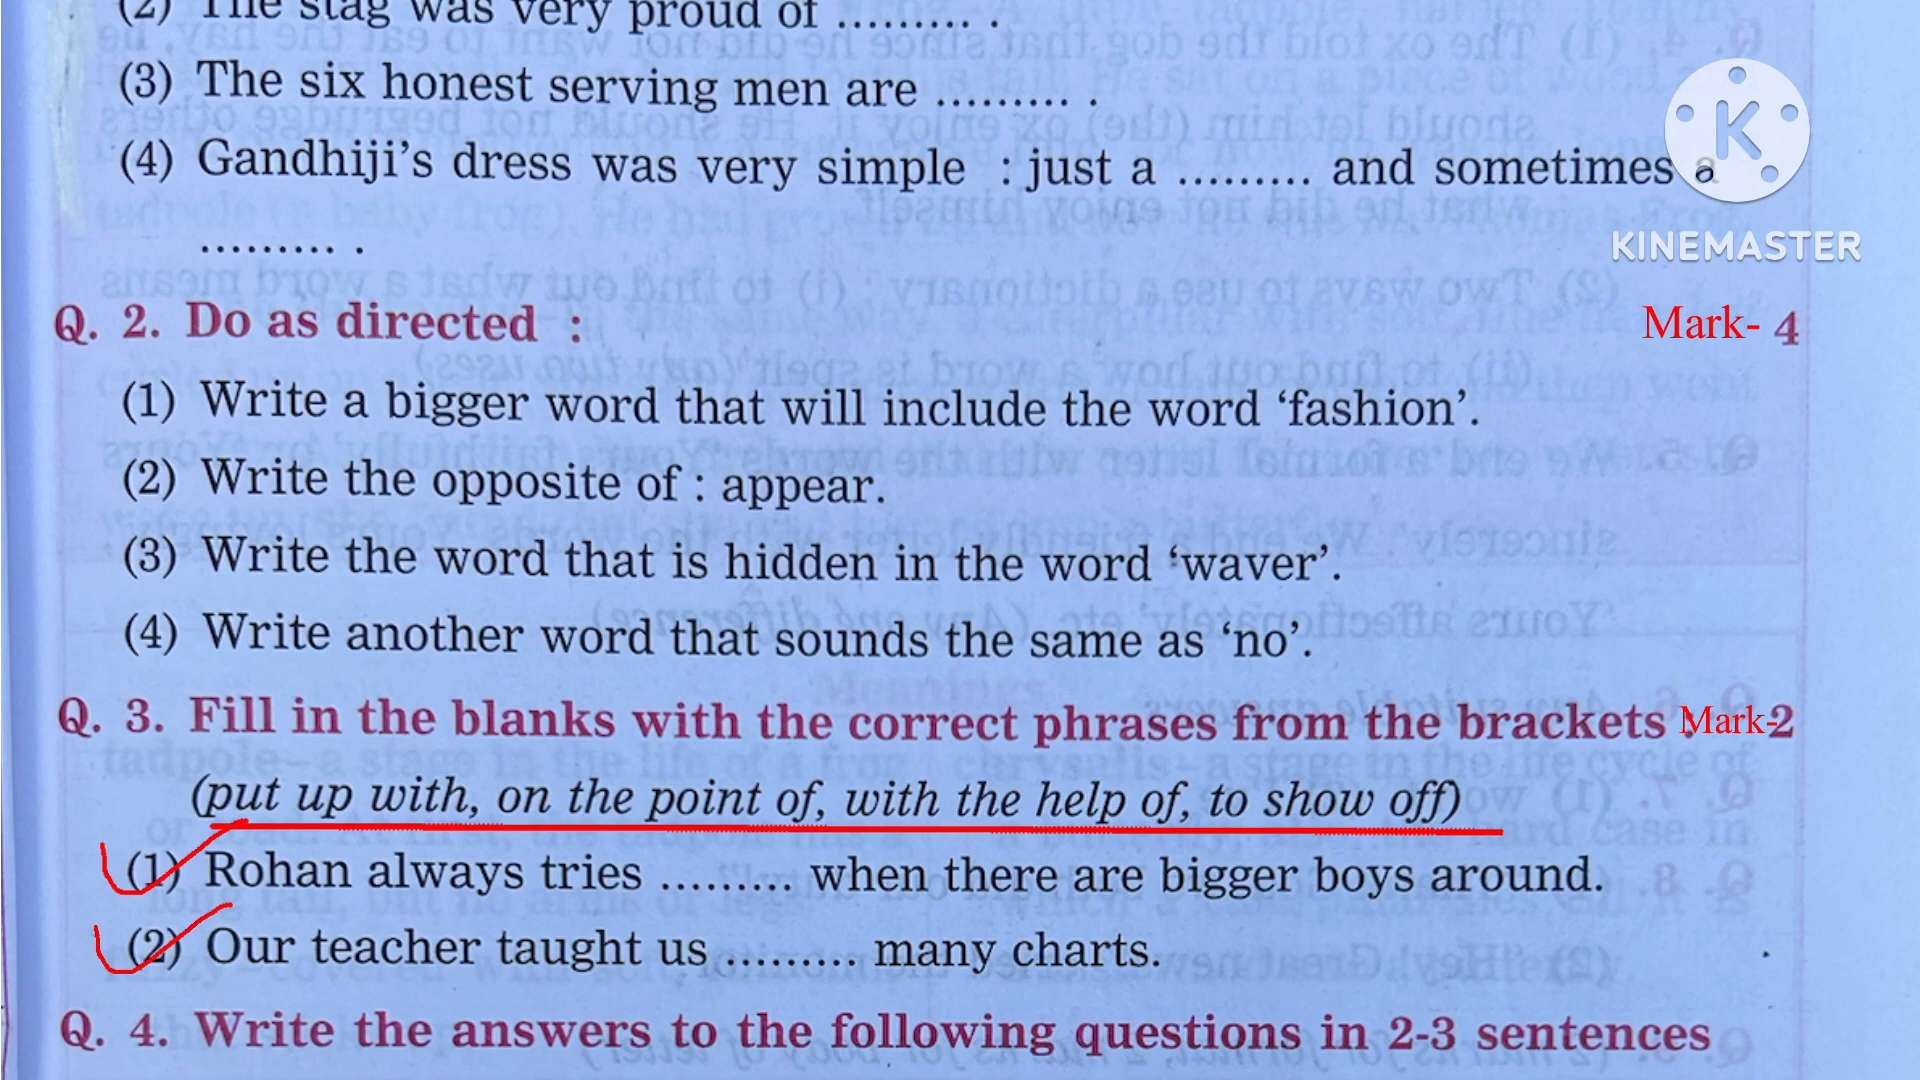 (2) The stag was very proud of ......... .
(3) The six honest serving men are ......... .
(4) Gandhiji's dress was very simple : just a ......... and sometimes a
......... .
K
KINEMASTER
Q. 2. Do as directed : Mark- 4
(1) Write a bigger word that will include the word 'fashion'.
(2) Write the opposite of : appear.
(3) Write the word that is hidden in the word 'waver'.
(4) Write another word that sounds the same as 'no'.
Q. 3. Fill in the blanks with the correct phrases from the brackets : Mark-2
(put up with, on the point of, with the help of, to show off)
(1) Rohan always tries ......... when there are bigger boys around.
(2) Our teacher taught us ......... many charts.
Q. 4. Write the answers to the following questions in 2-3 sentences